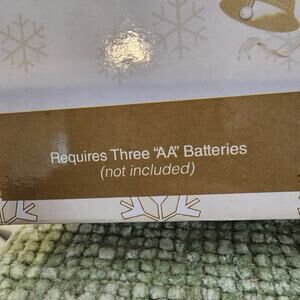 Requires Three “AA” Batteries
(not included)